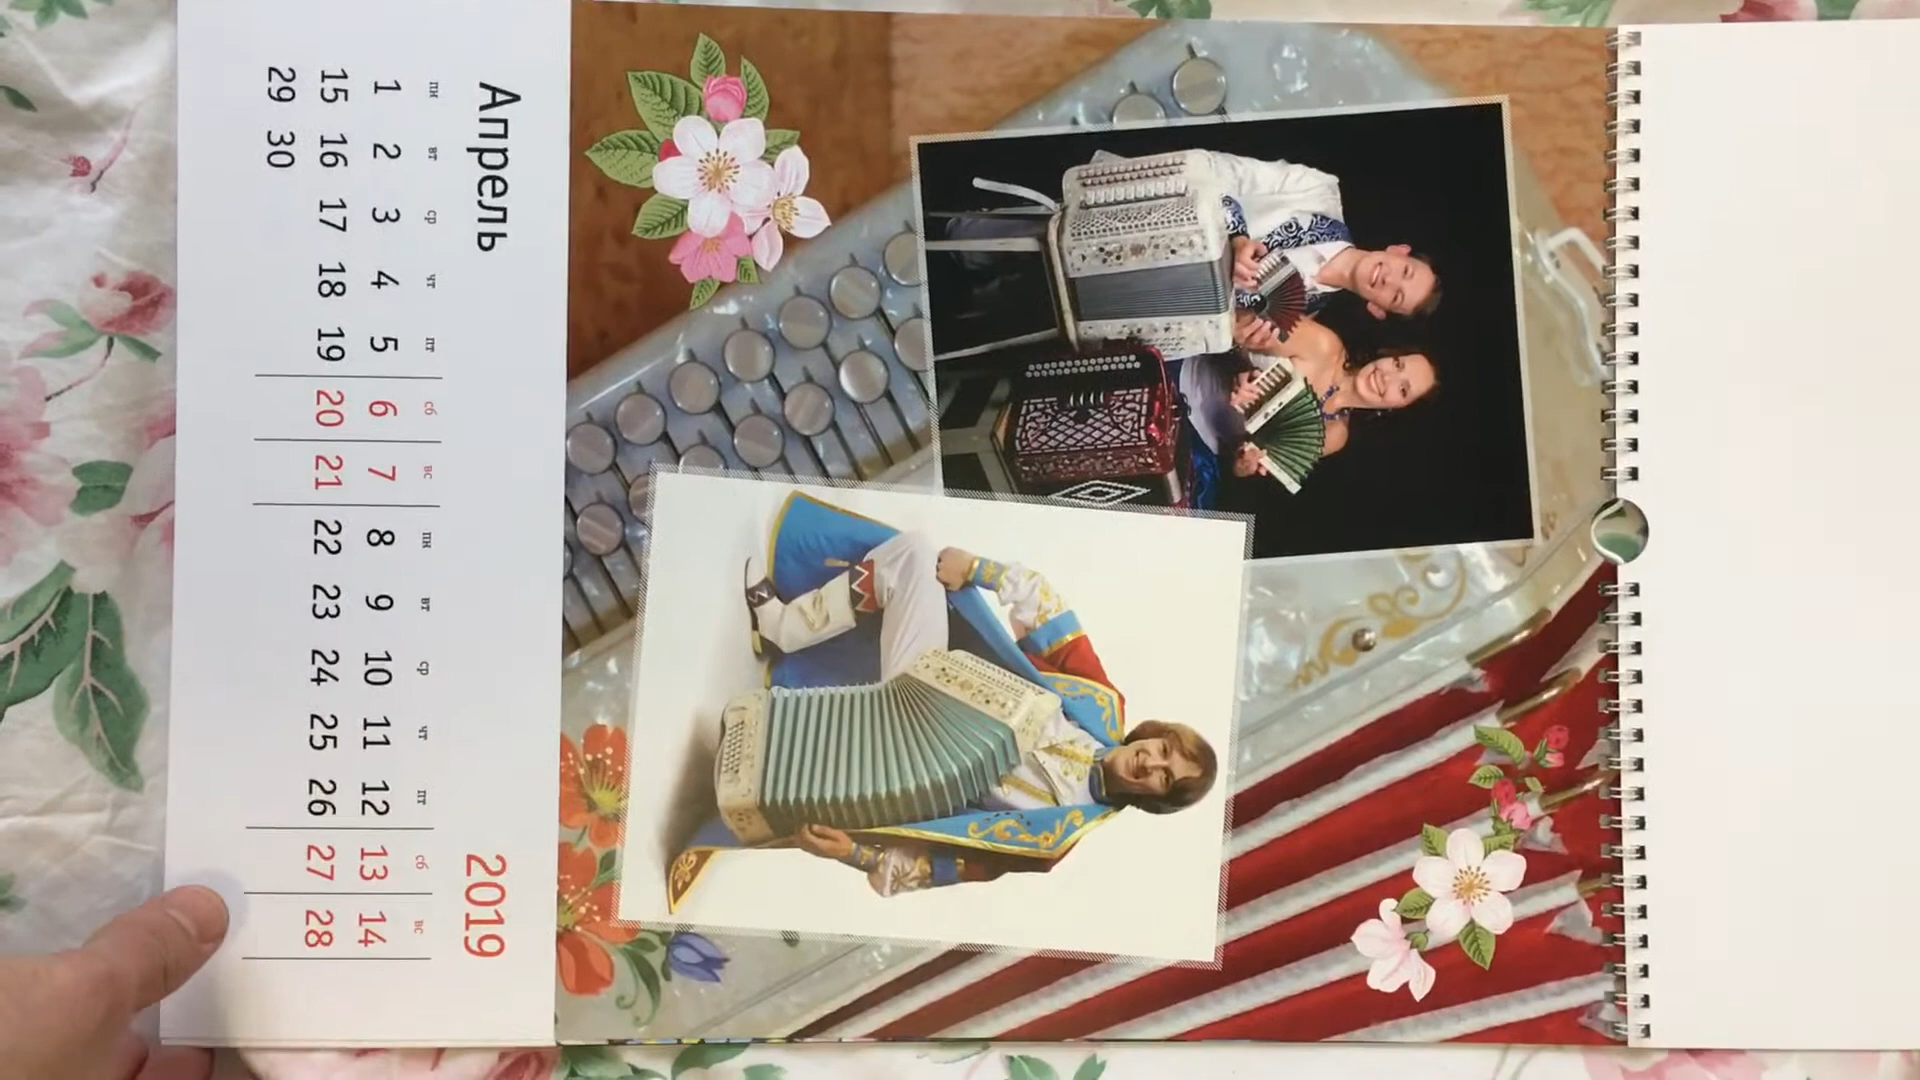 Апрель 2019
пн вт ср чт пт сб вс пн вт ср чт пт сб вс
1 2 3 4 5 6 7 8 9 10 11 12 13 14
15 16 17 18 19 20 21 22 23 24 25 26 27 28
29 30